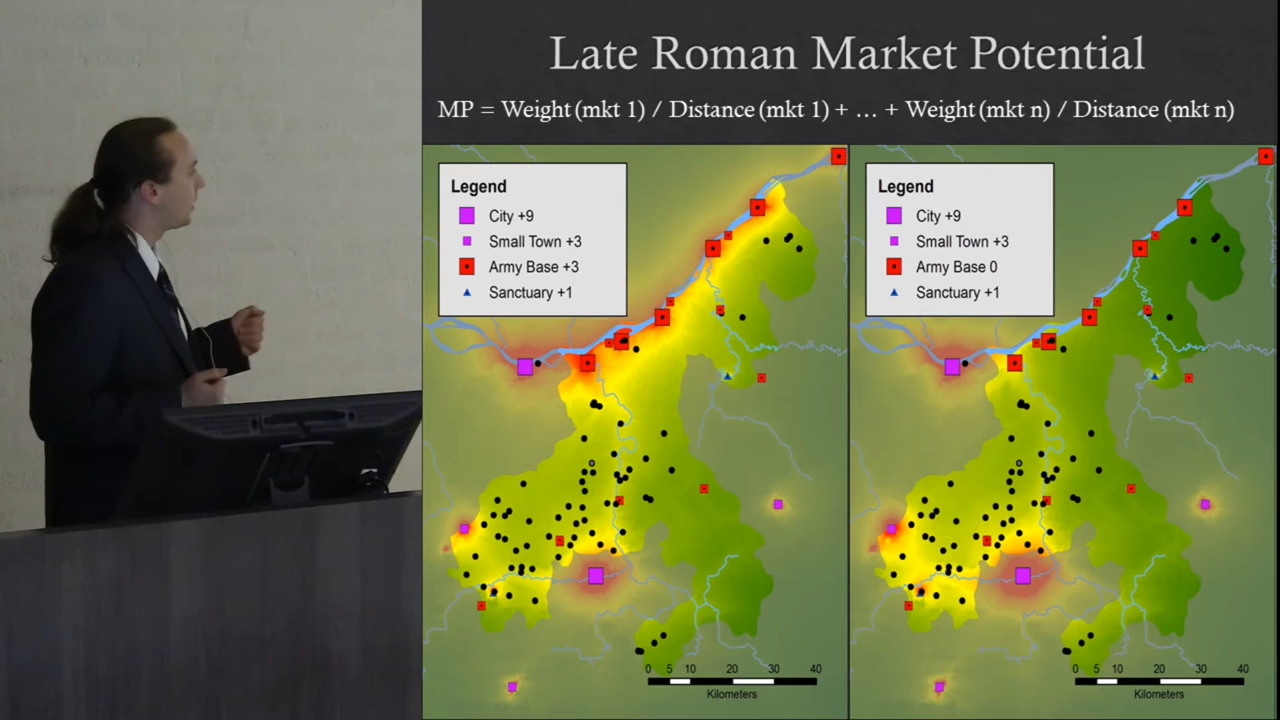 Late Roman Market Potential
MP = Weight (mkt 1) / Distance (mkt 1) + … + Weight (mkt n) / Distance (mkt n)
Legend
City +9
Small Town +3
Army Base +3
Sanctuary +1
0 5 10 20 30 40
Kilometers
Legend
City +9
Small Town +3
Army Base 0
Sanctuary +1
0 5 10 20 30 40
Kilometers